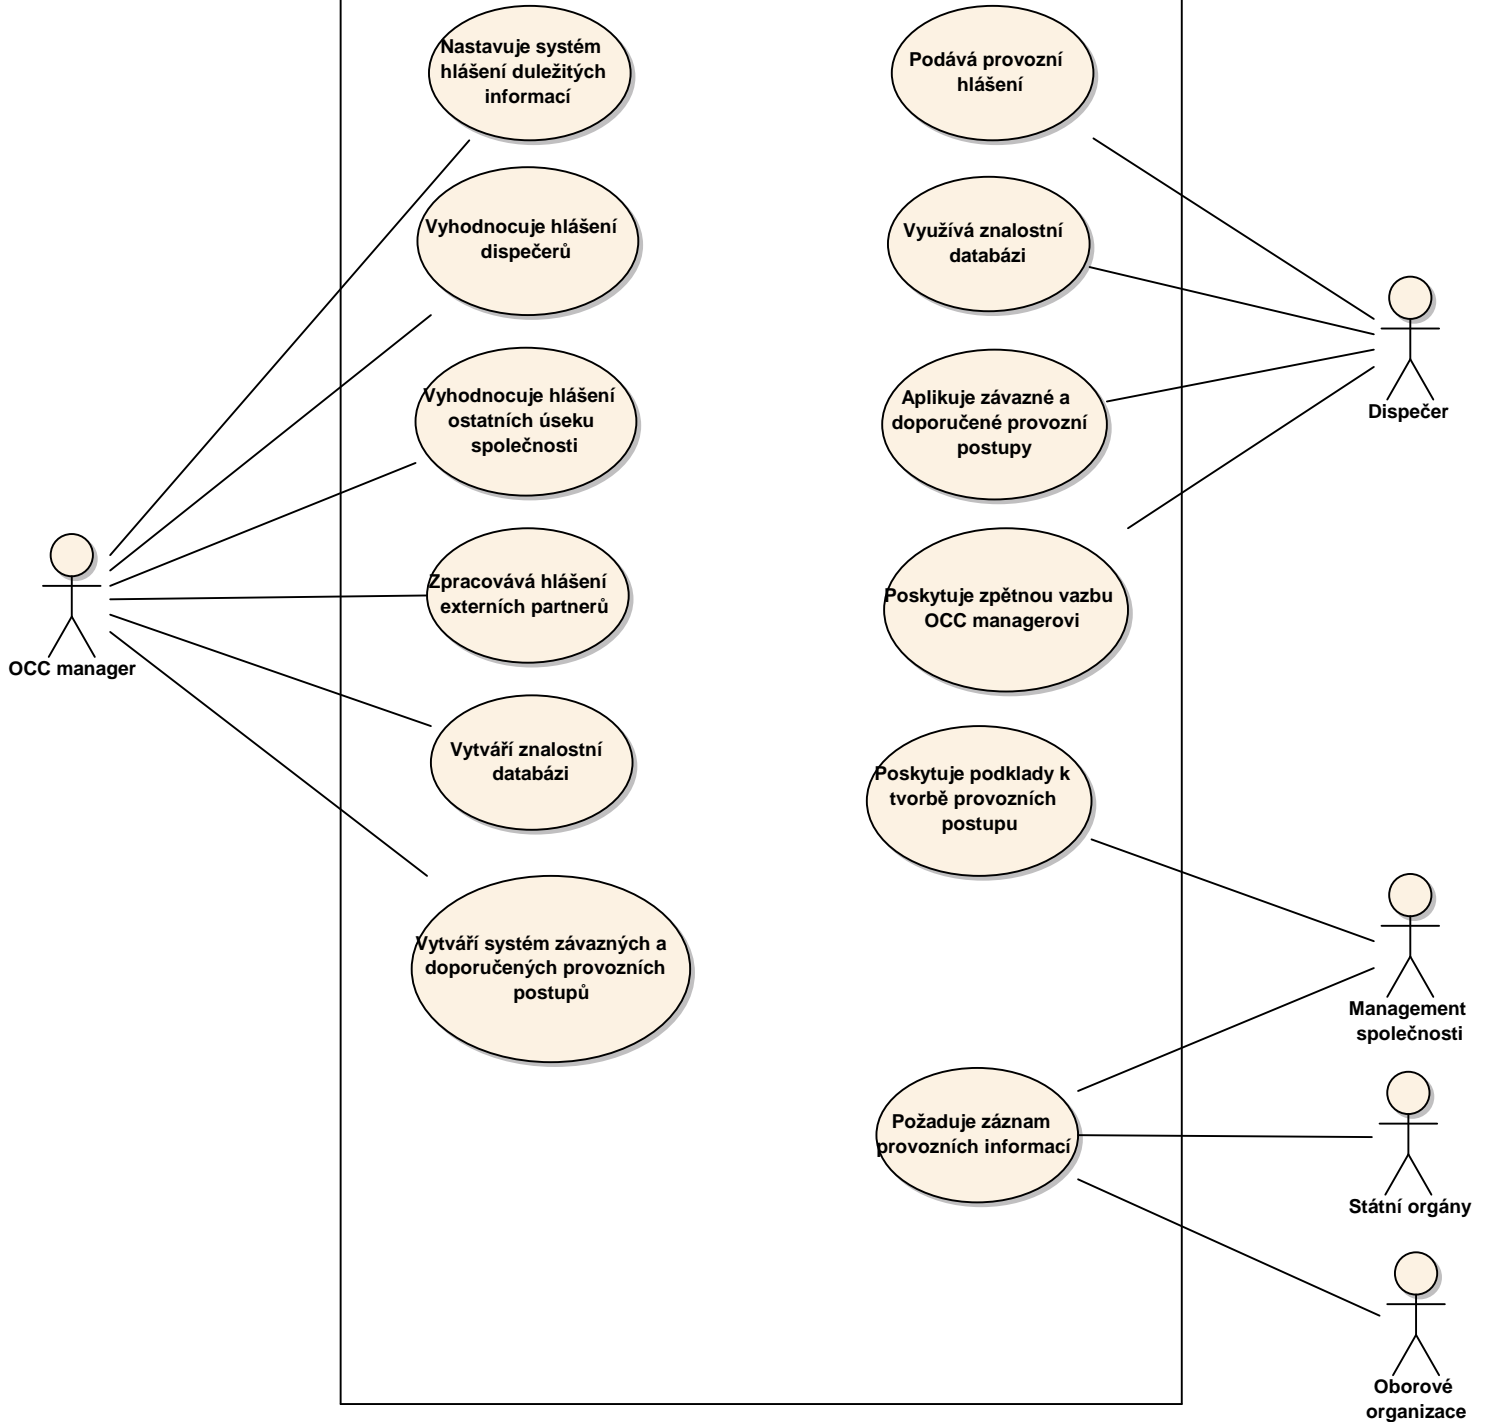 Nastavuje systém
hlášení duležitých
informací
Vyhodnocuje hlášení
dispečerů
Vyhodnocuje hlášení
ostatních úseku
společnosti
Zpracovává hlášení
externích partnerů
Vytváří znalostní
databázi
Vytváří systém závazných a
doporučených provozních
postupů
OCC manager
Podává provozní
hlášení
Využívá znalostní
databázi
Aplikuje závazné a
doporučené provozní
postupy
Poskytuje zpětnou vazbu
OCC managerovi
Poskytuje podklady k
tvorbě provozních
postupu
Požaduje záznam
provozních informací
Dispečer
Management
společnosti
Státní orgány
Oborové
organizace